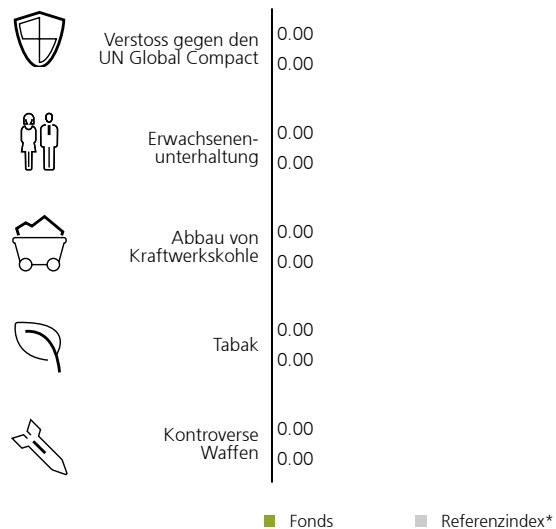 Verstoss gegen den
UN Global Compact
0.00
0.00
Erwachsenen-
unterhaltung
0.00
0.00
Abbau von
Kraftwerkskohle
0.00
0.00
Tabak
0.00
0.00
Kontroverse
Waffen
0.00
0.00
Fonds Referenzindex*